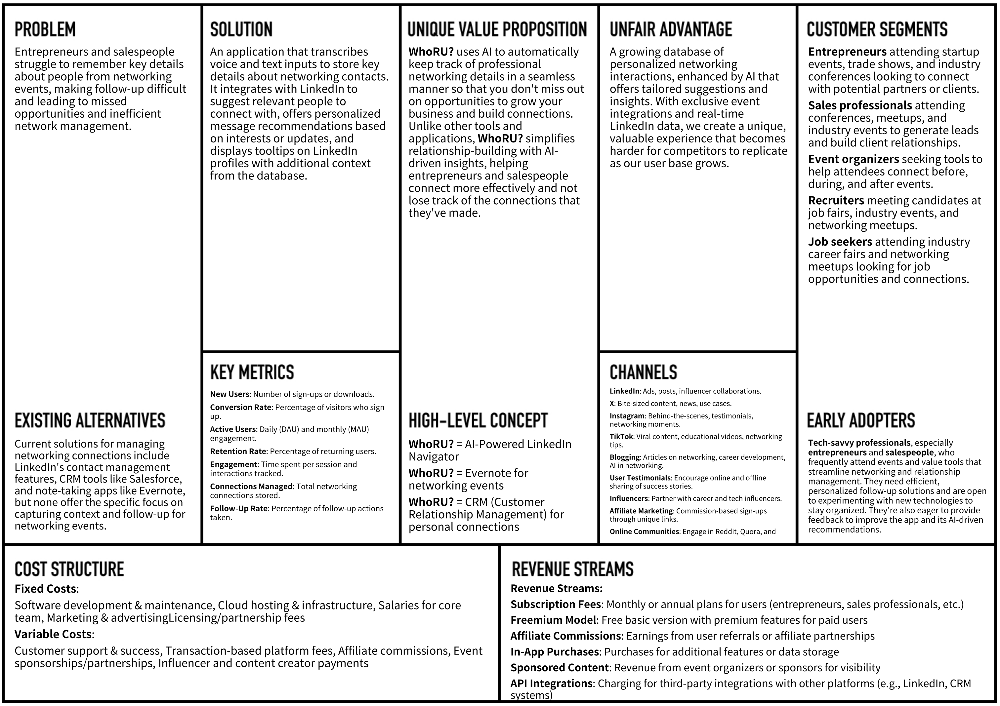 PROBLEM
Entrepreneurs and salespeople
struggle to remember key details
about people from networking
events, making follow-up difficult
and leading to missed
opportunities and inefficient
network management.
EXISTING ALTERNATIVES
Current solutions for managing
networking connections include
LinkedIn's contact management
features, CRM tools like Salesforce,
and note-taking apps like Evernote,
but none offer the specific focus on
capturing context and follow-up for
networking events.
SOLUTION
An application that transcribes
voice and text inputs to store key
details about networking contacts.
It integrates with LinkedIn to
suggest relevant people to
connect with, offers personalized
message recommendations based
on interests or updates, and
displays tooltips on LinkedIn
profiles with additional context
from the database.
KEY METRICS
New Users: Number of sign-ups or downloads.
Conversion Rate: Percentage of visitors who sign
up.
Active Users: Daily (DAU) and monthly (MAU)
engagement.
Retention Rate: Percentage of returning users.
Engagement: Time spent per session and
interactions tracked.
Connections Managed: Total networking
connections stored.
Follow-Up Rate: Percentage of follow-up actions
taken.
UNIQUE VALUE PROPOSITION
WhoRU? uses AI to automatically
keep track of professional
networking details in a seamless
manner so that you don't miss out
on opportunities to grow your
business and build connections.
Unlike other tools and
applications, WhoRU? simplifies
relationship-building with AI-
driven insights, helping
entrepreneurs and salespeople
connect more effectively and not
lose track of the connections that
they've made.
HIGH-LEVEL CONCEPT
WhoRU? = AI-Powered LinkedIn
Navigator
WhoRU? = Evernote for
networking events
WhoRU? = CRM (Customer
Relationship Management) for
personal connections
UNFAIR ADVANTAGE
A growing database of
personalized networking
interactions, enhanced by AI that
offers tailored suggestions and
insights. With exclusive event
integrations and real-time
LinkedIn data, we create a unique,
valuable experience that becomes
harder for competitors to replicate
as our user base grows.
CHANNELS
LinkedIn: Ads, posts, influencer collaborations.
X: Bite-sized content, news, use cases.
Instagram: Behind-the-scenes, testimonials,
networking moments.
TikTok: Viral content, educational videos, networking
tips.
Blogging: Articles on networking, career development,
AI in networking.
User Testimonials: Encourage online and offline
sharing of success stories.
Influencers: Partner with career and tech influencers.
Affiliate Marketing: Commission-based sign-ups
through unique links.
Online Communities: Engage in Reddit, Quora, and
CUSTOMER SEGMENTS
Entrepreneurs attending startup
events, trade shows, and industry
conferences looking to connect
with potential partners or clients.
Sales professionals attending
conferences, meetups, and
industry events to generate leads
and build client relationships.
Event organizers seeking tools to
help attendees connect before,
during, and after events.
Recruiters meeting candidates at
job fairs, industry events, and
networking meetups.
Job seekers attending industry
career fairs and networking
meetups looking for job
opportunities and connections.
EARLY ADOPTERS
Tech-savvy professionals, especially
entrepreneurs and salespeople, who
frequently attend events and value tools that
streamline networking and relationship
management. They need efficient,
personalized follow-up solutions and are open
to experimenting with new technologies to
stay organized. They’re also eager to provide
feedback to improve the app and its AI-driven
recommendations.
COST STRUCTURE
Fixed Costs:
Software development & maintenance, Cloud hosting & infrastructure, Salaries for core
team, Marketing & advertisingLicensing/partnership fees
Variable Costs:
Customer support & success, Transaction-based platform fees, Affiliate commissions, Event
sponsorships/partnerships, Influencer and content creator payments
REVENUE STREAMS
Revenue Streams:
Subscription Fees: Monthly or annual plans for users (entrepreneurs, sales professionals, etc.)
Freemium Model: Free basic version with premium features for paid users
Affiliate Commissions: Earnings from user referrals or affiliate partnerships
In-App Purchases: Purchases for additional features or data storage
Sponsored Content: Revenue from event organizers or sponsors for visibility
API Integrations: Charging for third-party integrations with other platforms (e.g., LinkedIn, CRM
systems)